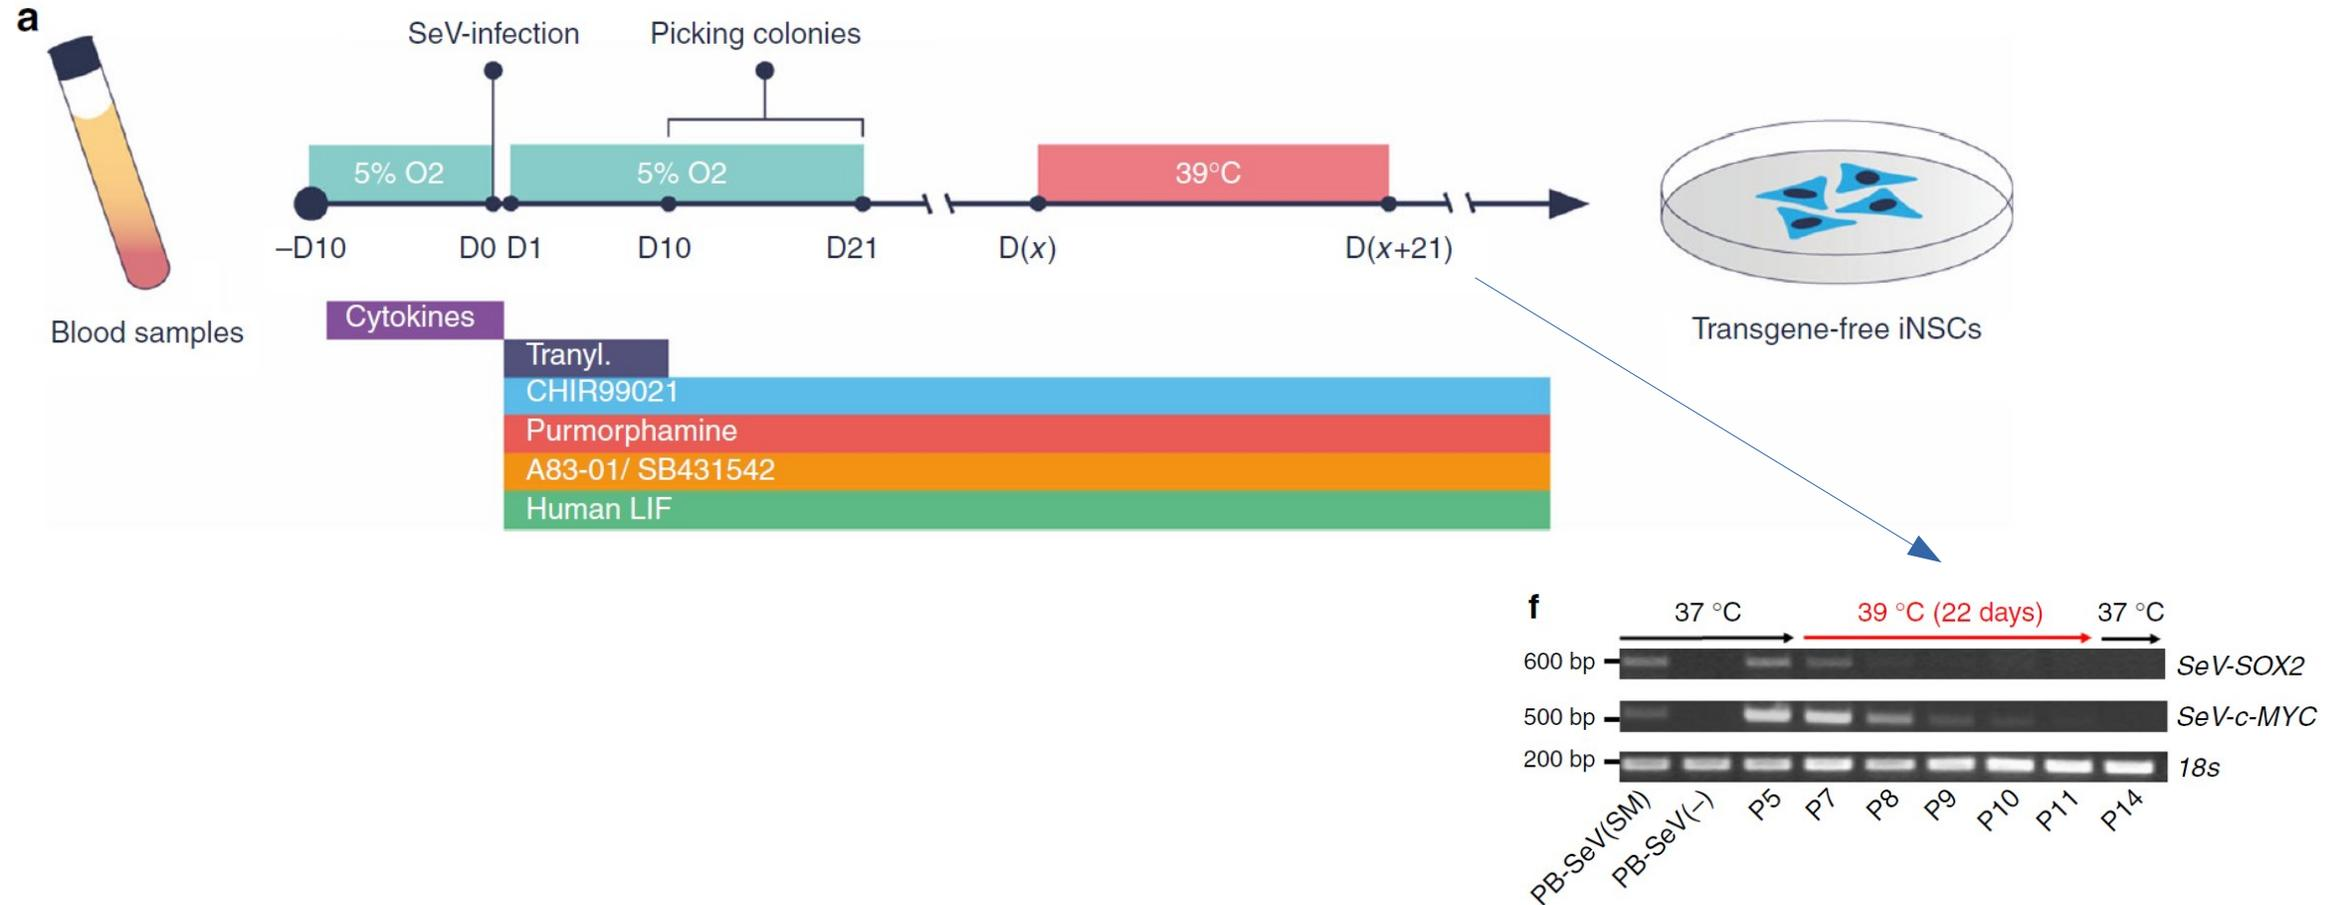 a
SeV-infection
Picking colonies
5% O2
5% O2
39°C
–D10
D0
D1
D10
D21
D(x)
D(x+21)
Blood samples
Transgene-free iNSCs
Cytokines
Tranyl.
CHIR99021
Purmorphamine
A83-01/ SB431542
Human LIF
f
37 °C
39 °C (22 days)
37 °C
600 bp
SeV-SOX2
500 bp
SeV-c-MYC
200 bp
18s
PB-SeV(SM)
PB-SeV(–)
P5
P7
P8
P9
P10
P11
P14